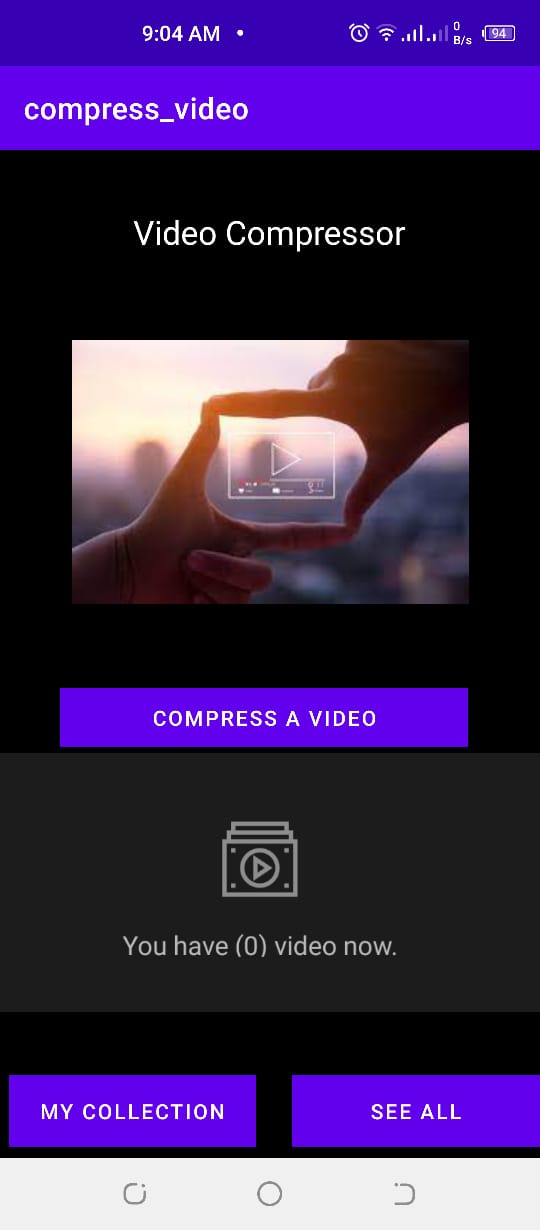 9:04 AM
0
B/s
94
compress_video
Video Compressor
COMPRESS A VIDEO
You have (0) video now.
MY COLLECTION
SEE ALL